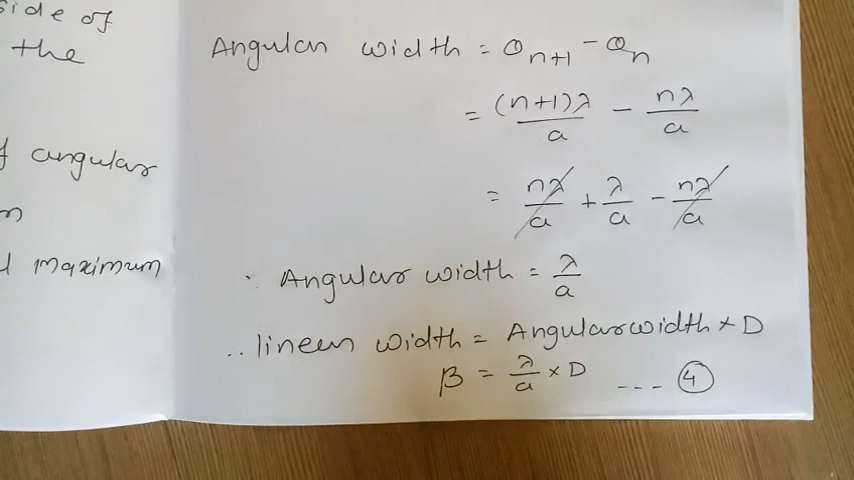 side of
the
angular
maximum
Angular width = θn+1 - θn
= (n+1)λ/a - nλ/a
= nλ/a + λ/a - nλ/a
∴ Angular width = λ/a
∴ linear width = Angular width × D
β = λ/a × D --- 4